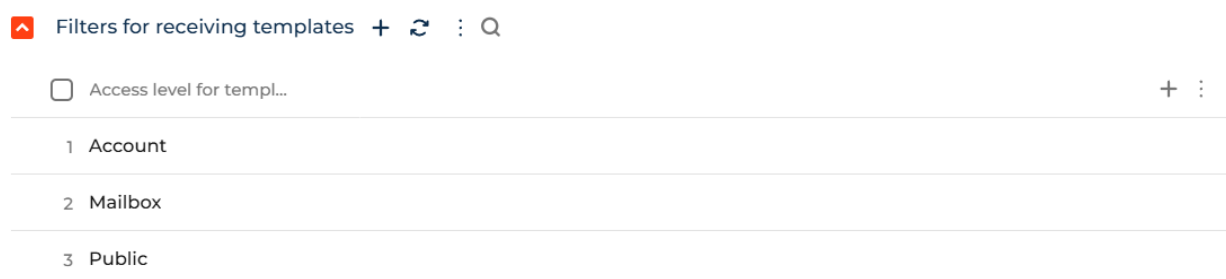 Filters for receiving templates
Access level for templ...
1 Account
2 Mailbox
3 Public